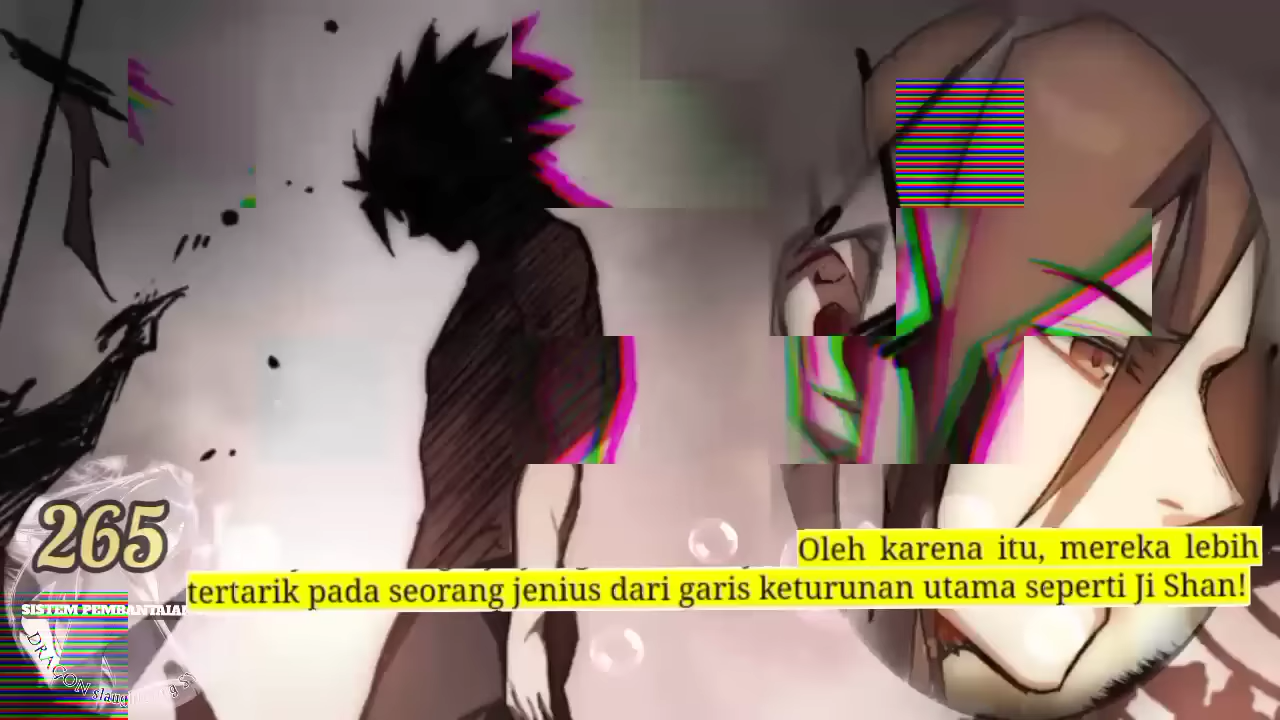 265
Oleh karena itu, mereka lebih
tertarik pada seorang jenius dari garis keturunan utama seperti Ji Shan!
SISTEM PEMBANTAIAN
DRAGON